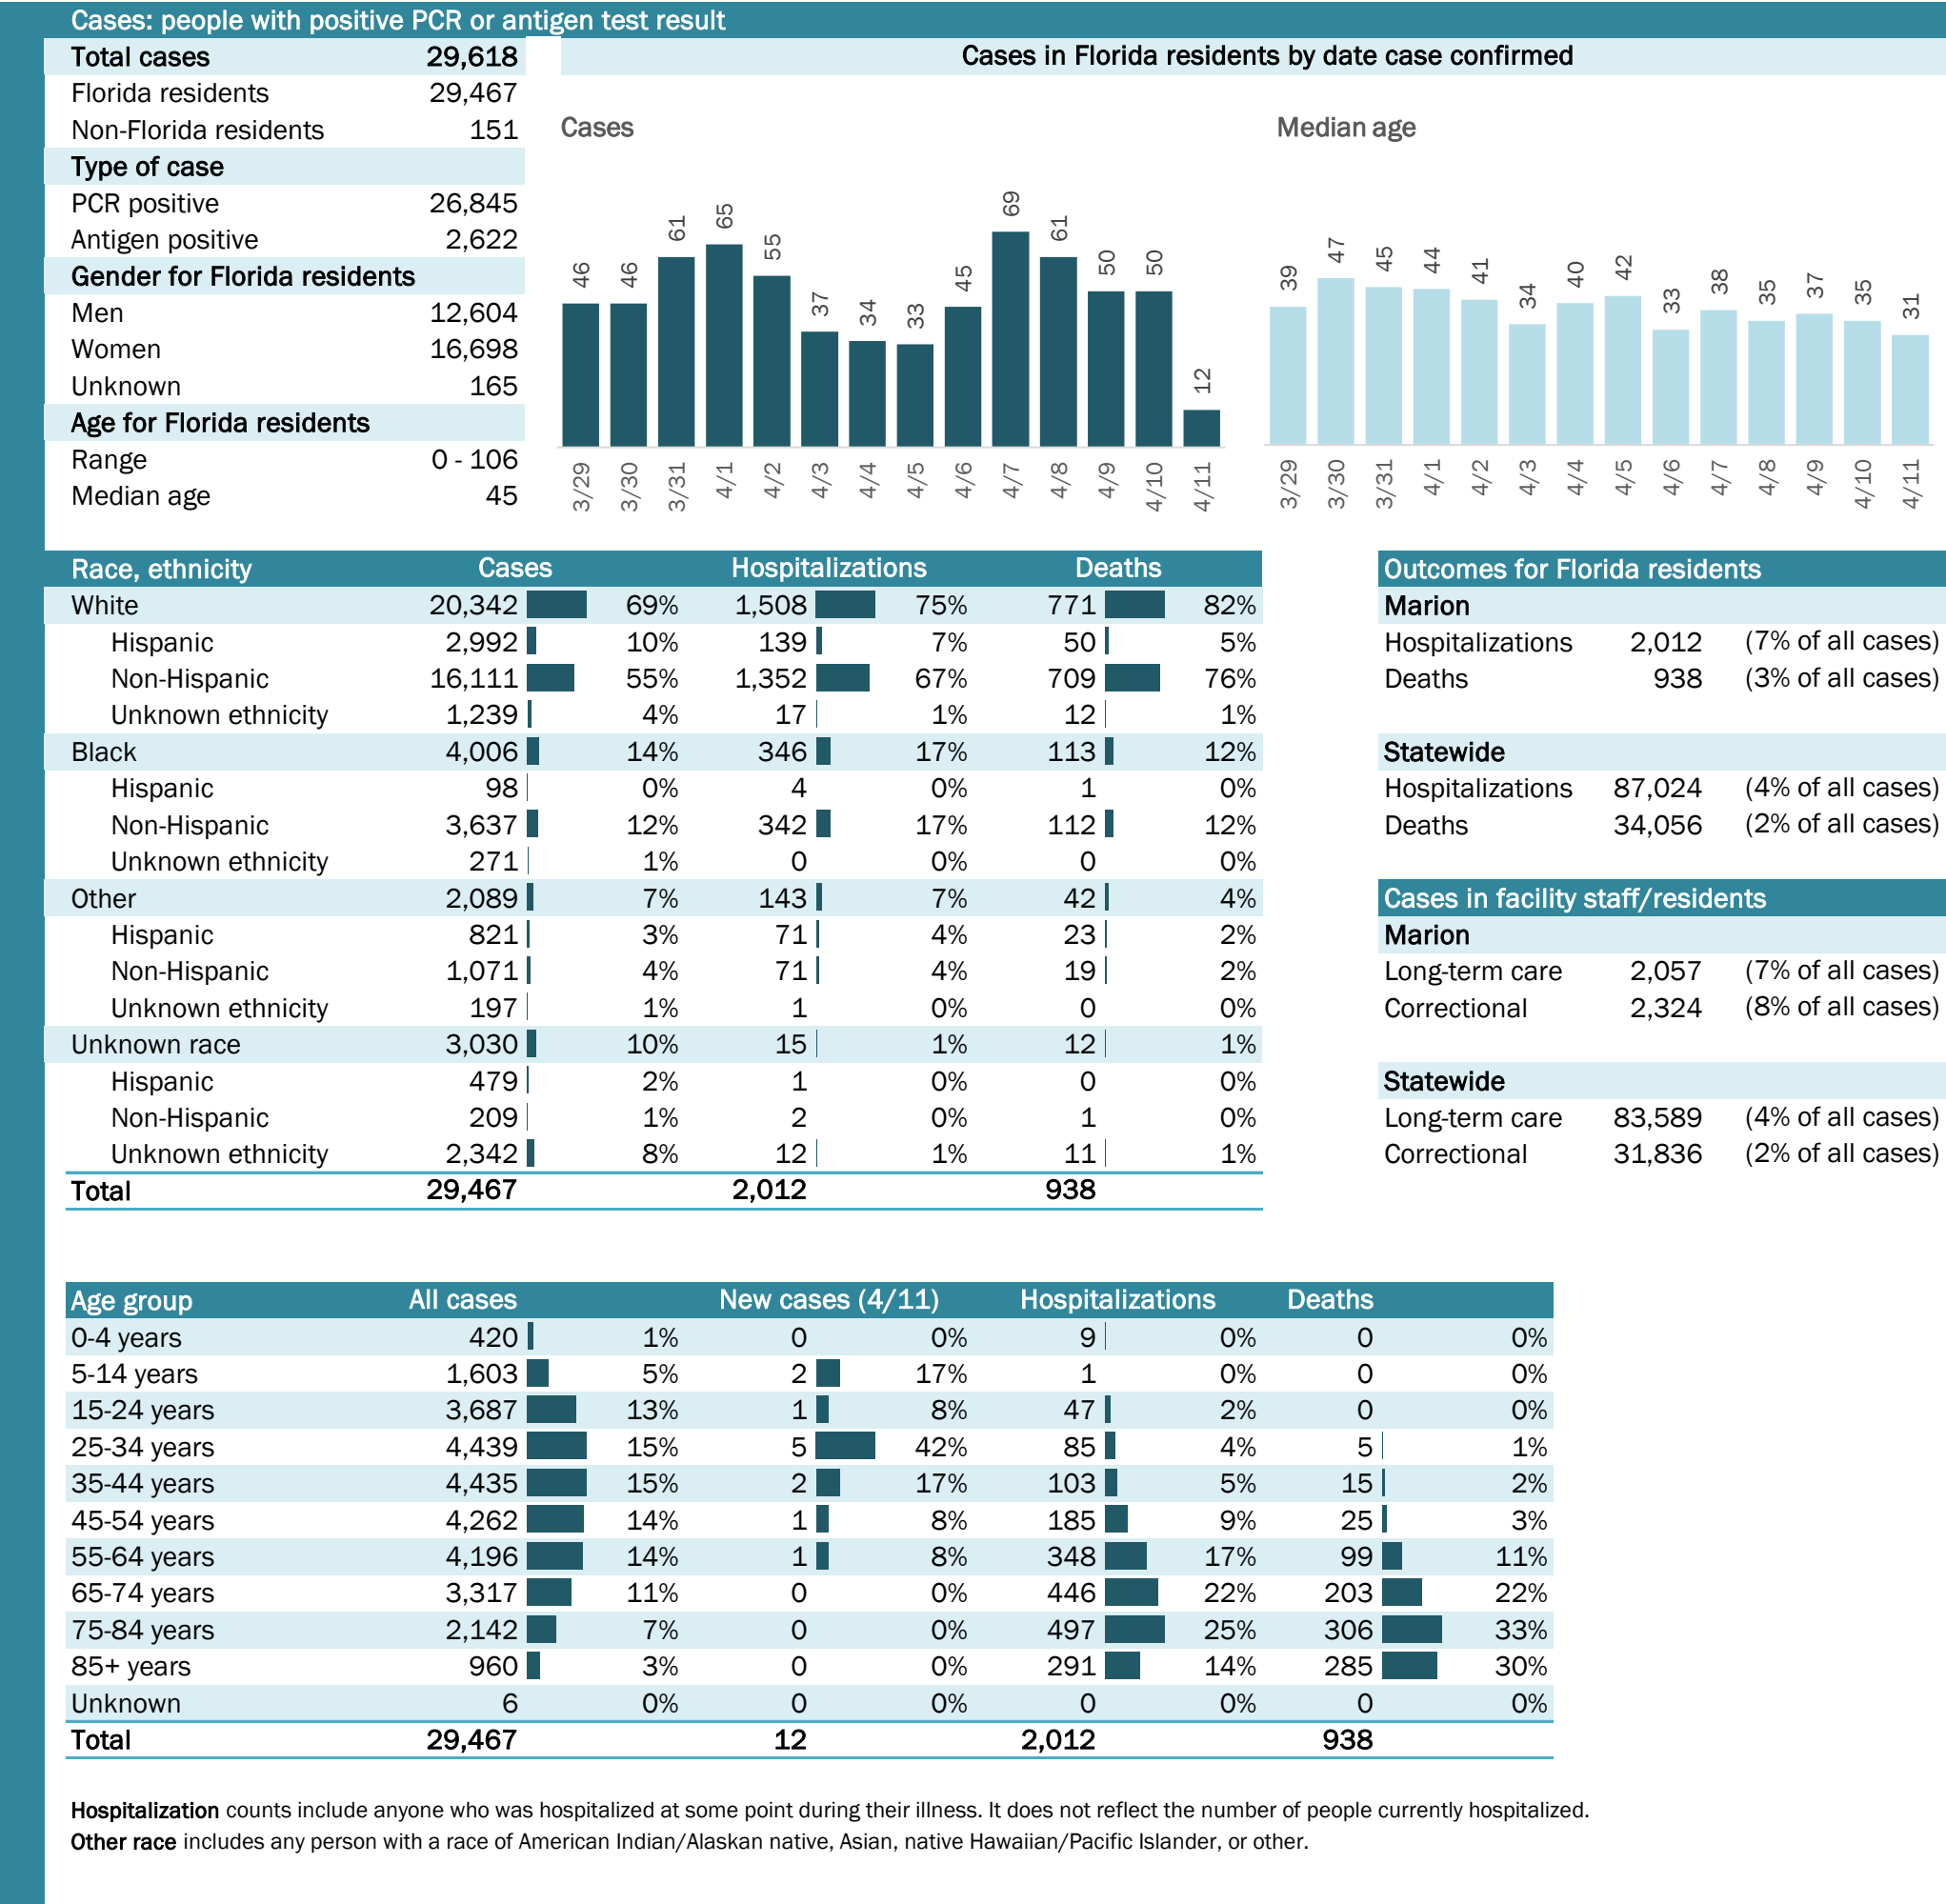 Cases: people with positive PCR or antigen test result
Total cases 29,618
Florida residents 29,467
Non-Florida residents 151
Type of case
PCR positive 26,845
Antigen positive 2,622
Gender for Florida residents
Men 12,604
Women 16,698
Unknown 165
Age for Florida residents
Range 0 - 106
Median age 45
Cases in Florida residents by date case confirmed
Cases
46 46 61 65 55 37 34 33 45 69 61 50 50 12
3/29 3/30 3/31 4/1 4/2 4/3 4/4 4/5 4/6 4/7 4/8 4/9 4/10 4/11
Median age
39 47 45 44 41 34 40 42 33 38 35 37 35 31
3/29 3/30 3/31 4/1 4/2 4/3 4/4 4/5 4/6 4/7 4/8 4/9 4/10 4/11
Race, ethnicity Cases Hospitalizations Deaths
White 20,342 69% 1,508 75% 771 82%
Hispanic 2,992 10% 139 7% 50 5%
Non-Hispanic 16,111 55% 1,352 67% 709 76%
Unknown ethnicity 1,239 4% 17 1% 12 1%
Black 4,006 14% 346 17% 113 12%
Hispanic 98 0% 4 0% 1 0%
Non-Hispanic 3,637 12% 342 17% 112 12%
Unknown ethnicity 271 1% 0 0% 0 0%
Other 2,089 7% 143 7% 42 4%
Hispanic 821 3% 71 4% 23 2%
Non-Hispanic 1,071 4% 71 4% 19 2%
Unknown ethnicity 197 1% 1 0% 0 0%
Unknown race 3,030 10% 15 1% 12 1%
Hispanic 479 2% 1 0% 0 0%
Non-Hispanic 209 1% 2 0% 1 0%
Unknown ethnicity 2,342 8% 12 1% 11 1%
Total 29,467 2,012 938
Outcomes for Florida residents
Marion
Hospitalizations 2,012 (7% of all cases)
Deaths 938 (3% of all cases)
Statewide
Hospitalizations 87,024 (4% of all cases)
Deaths 34,056 (2% of all cases)
Cases in facility staff/residents
Marion
Long-term care 2,057 (7% of all cases)
Correctional 2,324 (8% of all cases)
Statewide
Long-term care 83,589 (4% of all cases)
Correctional 31,836 (2% of all cases)
Age group All cases New cases (4/11) Hospitalizations Deaths
0-4 years 420 1% 0 0% 9 0% 0 0%
5-14 years 1,603 5% 2 17% 1 0% 0 0%
15-24 years 3,687 13% 1 8% 47 2% 0 0%
25-34 years 4,439 15% 5 42% 85 4% 5 1%
35-44 years 4,435 15% 2 17% 103 5% 15 2%
45-54 years 4,262 14% 1 8% 185 9% 25 3%
55-64 years 4,196 14% 1 8% 348 17% 99 11%
65-74 years 3,317 11% 0 0% 446 22% 203 22%
75-84 years 2,142 7% 0 0% 497 25% 306 33%
85+ years 960 3% 0 0% 291 14% 285 30%
Unknown 6 0% 0 0% 0 0% 0 0%
Total 29,467 12 2,012 938
Hospitalization counts include anyone who was hospitalized at some point during their illness. It does not reflect the number of people currently hospitalized.
Other race includes any person with a race of American Indian/Alaskan native, Asian, native Hawaiian/Pacific Islander, or other.